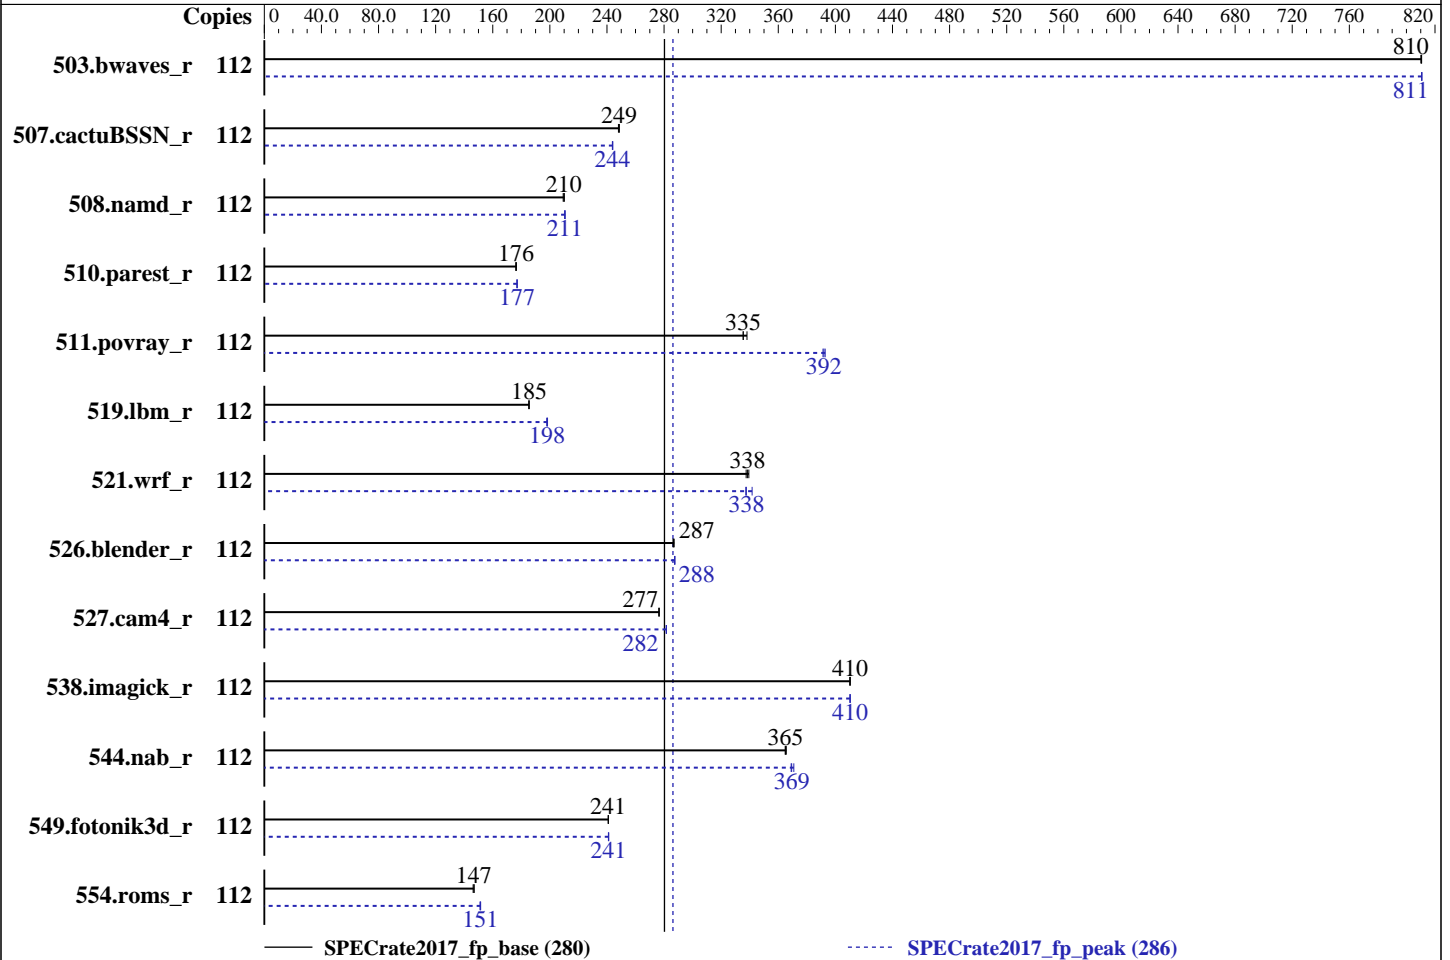 Copies 0 40.0 80.0 120 160 200 240 280 320 360 400 440 480 520 560 600 640 680 720 760 820
503.bwaves_r 112 810
811
507.cactuBSSN_r 112 249
244
508.namd_r 112 210
211
510.parest_r 112 176
177
511.povray_r 112 335
392
519.lbm_r 112 185
198
521.wrf_r 112 338
338
526.blender_r 112 287
288
527.cam4_r 112 277
282
538.imagick_r 112 410
410
544.nab_r 112 365
369
549.fotonik3d_r 112 241
241
554.roms_r 112 147
151
SPECrate2017_fp_base (280) SPECrate2017_fp_peak (286)